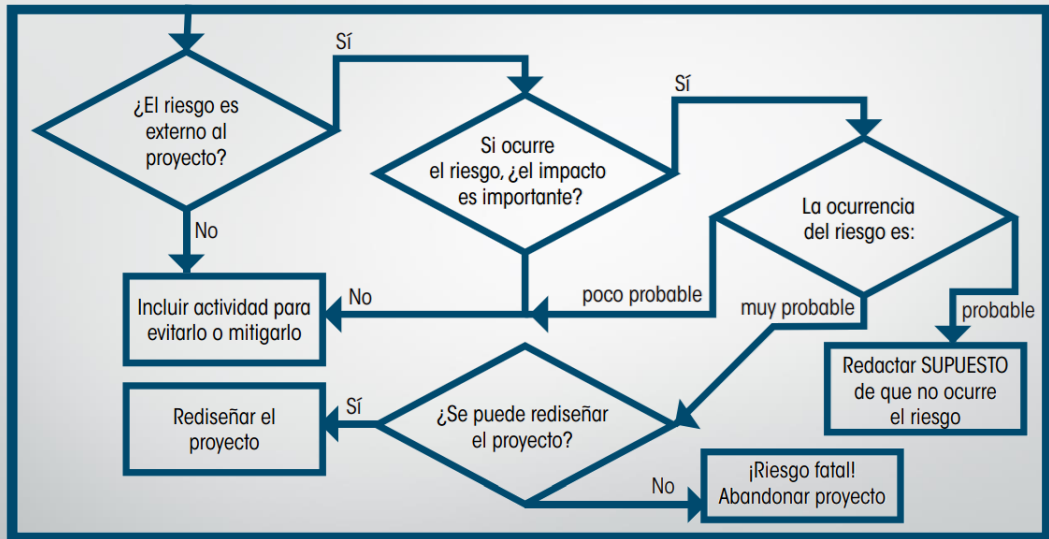 Sí
¿El riesgo es
externo al
proyecto?
No
Sí
Si ocurre
el riesgo, ¿el impacto
es importante?
La ocurrencia
del riesgo es:
Incluir actividad para
evitarlo o mitigarlo
No
poco probable
muy probable
probable
Redactar SUPUESTO
de que no ocurre
el riesgo
Rediseñar el
proyecto
Sí
¿Se puede rediseñar
el proyecto?
No
¡Riesgo fatal!
Abandonar proyecto